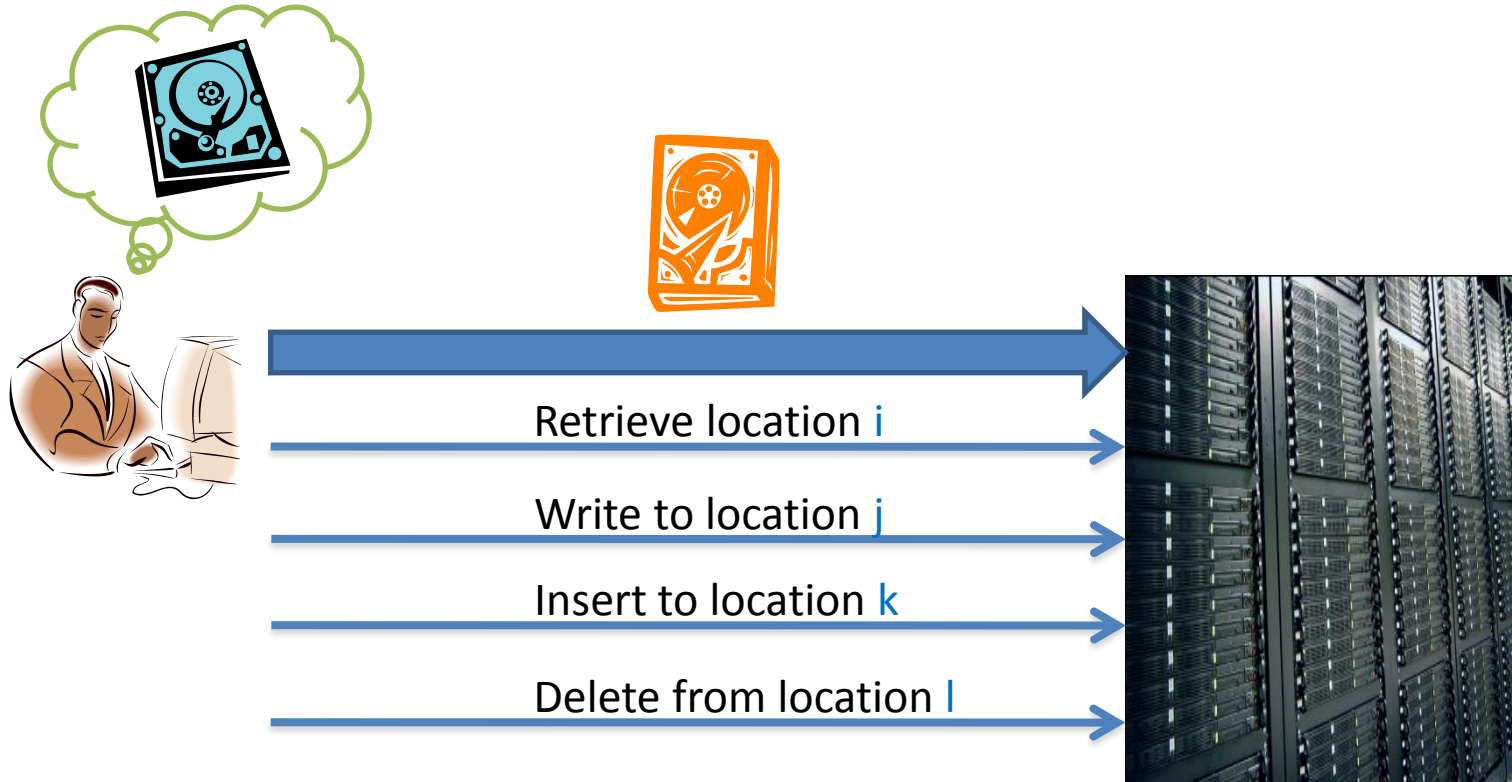 Retrieve location i
Write to location j
Insert to location k
Delete from location l